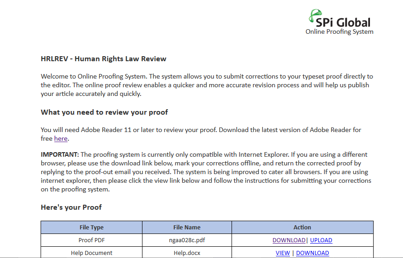 SPi Global
Online Proofing System
HRLREV - Human Rights Law Review
Welcome to Online Proofing System. The system allows you to submit corrections to your typeset proof directly to
the editor. The online proof review enables a quicker and more accurate revision process and will help us publish
your article accurately and quickly.
What you need to review your proof
You will need Adobe Reader 11 or later to review your proof. Download the latest version of Adobe Reader for
free here.
IMPORTANT: The proofing system is currently only compatible with Internet Explorer. If you are using a different
browser, please use the download link below, mark your corrections offline, and return the corrected proof by
replying to the proof-out email you received. The system is being improved to cater all browsers. If you are using
internet explorer, then please click the view link below and follow the instructions for submitting your corrections
on the proofing system.
Here's your Proof
File Type File Name Action
Proof PDF ngaa028c.pdf DOWNLOAD| UPLOAD
Help Document Help.docx VIEW | DOWNLOAD